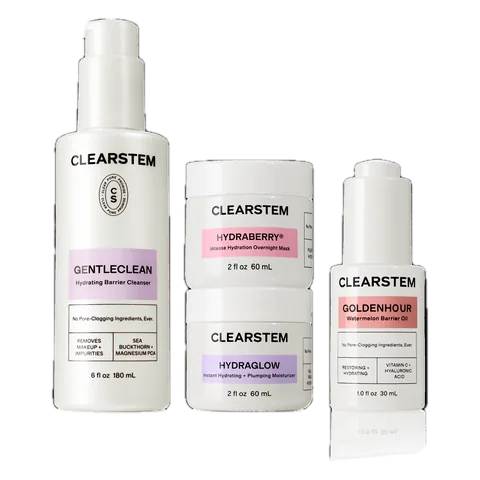 CLEARSTEM
CS
GENTLECLEAN
Hydrating Barrier Cleanser
No Pore-Clogging Ingredients, Ever.
REMOVES
MAKEUP +
IMPURITIES
SEA
BUCKTHORN +
MAGNESIUM PCA
6 fl oz 180 mL
CLEARSTEM
HYDRABERRY®
Intense Hydration Overnight Mask
2 fl oz 60 mL
CLEARSTEM
HYDRAGLOW
Instant Hydrating + Plumping Moisturizer
2 fl oz 60 mL
CLEARSTEM
GOLDENHOUR
Watermelon Barrier Oil
No Pore-Clogging Ingredients, Ever.
RESTORING +
HYDRATING
VITAMIN C +
HYALURONIC
ACID
1.0 fl oz 30 mL